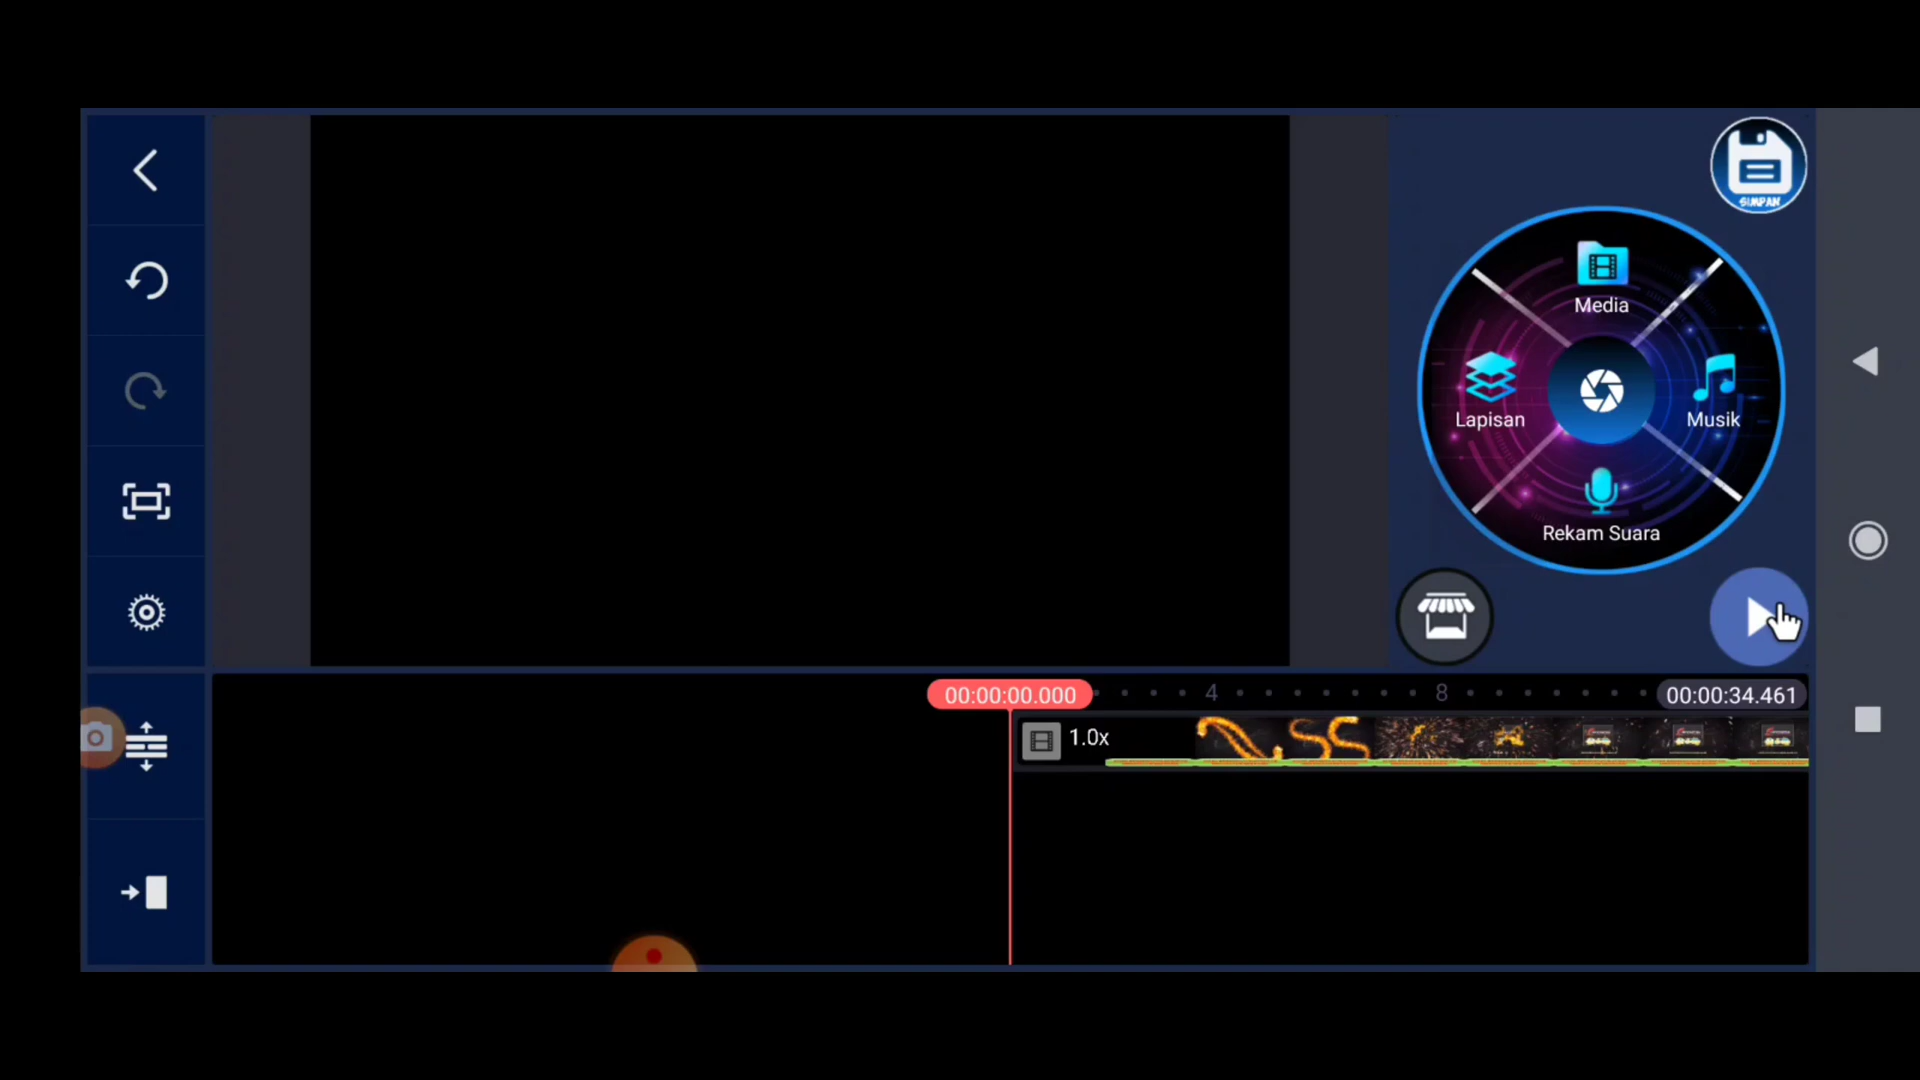 SIMPAN
Media
Lapisan
Musik
Rekam Suara
00:00:00.000
4
8
00:00:34.461
1.0x